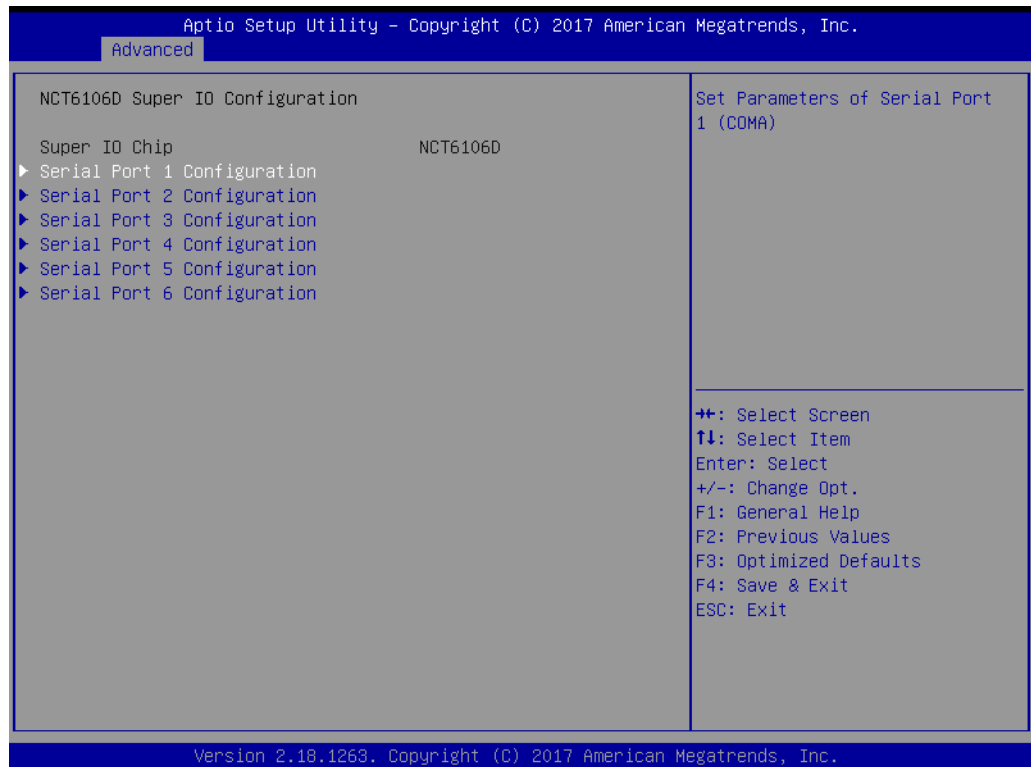 Aptio Setup Utility – Copyright (C) 2017 American Megatrends, Inc.
Advanced
NCT6106D Super IO Configuration
Super IO Chip NCT6106D
▶ Serial Port 1 Configuration
▶ Serial Port 2 Configuration
▶ Serial Port 3 Configuration
▶ Serial Port 4 Configuration
▶ Serial Port 5 Configuration
▶ Serial Port 6 Configuration
Set Parameters of Serial Port
1 (COMA)
→←: Select Screen
↑↓: Select Item
Enter: Select
+/-: Change Opt.
F1: General Help
F2: Previous Values
F3: Optimized Defaults
F4: Save & Exit
ESC: Exit
Version 2.18.1263. Copyright (C) 2017 American Megatrends, Inc.